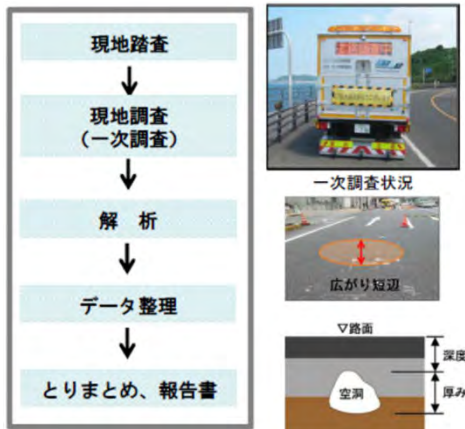 現地踏査
現地調査
（一次調査）
解　析
データ整理
とりまとめ、報告書
一次調査状況
広がり短辺
▽路面
深度
空洞
厚み